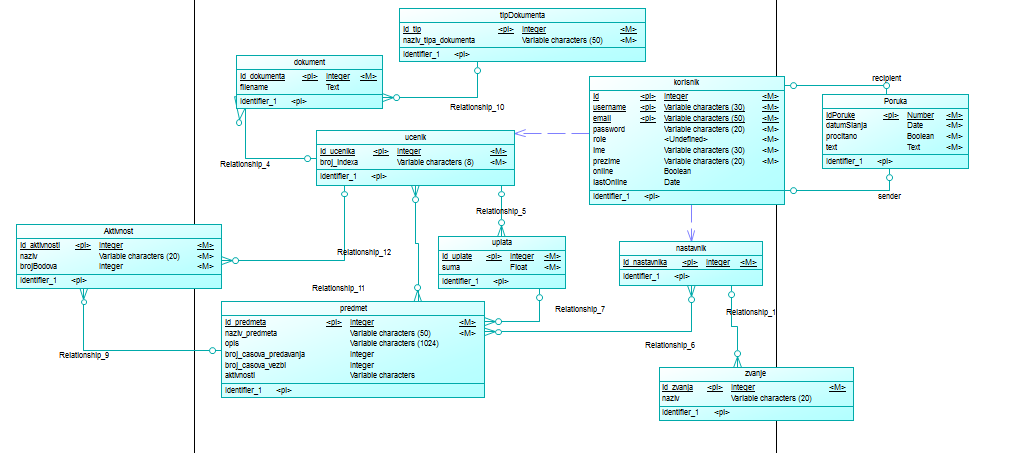 tipDokumenta
id_tip <pi> Integer <M>
naziv_tipa_dokumenta Variable characters (50) <M>
Identifier_1 <pi>
dokument
id_dokumenta <pi> Integer <M>
filename Text
Identifier_1 <pi>
Relationship_10
korisnik
id <pi> Integer <M>
username <pi> Variable characters (30) <M>
email <pi> Variable characters (50) <M>
password Variable characters (20) <M>
role <Undefined> <M>
ime Variable characters (30) <M>
prezime Variable characters (20) <M>
online Boolean
lastOnline Date
Identifier_1 <pi>
recipient
Poruka
idPoruke <pi> Number <M>
datumSlanja Date <M>
procitano Boolean <M>
text Text <M>
Identifier_1 <pi>
sender
ucenik
id_ucenika <pi> Integer <M>
broj_indexa Variable characters (8) <M>
Identifier_1 <pi>
Relationship_4
Relationship_5
Aktivnost
id_aktivnosti <pi> Integer <M>
naziv Variable characters (20) <M>
brojBodova Integer <M>
Identifier_1 <pi>
Relationship_12
uplata
id_uplate <pi> Integer <M>
suma Float <M>
Identifier_1 <pi>
nastavnik
id_nastavnika <pi> Integer <M>
Identifier_1 <pi>
Relationship_11
predmet
id_predmeta <pi> Integer <M>
naziv_predmeta Variable characters (50) <M>
opis Variable characters (1024)
broj_casova_predavanja Integer
broj_casova_vezbi Integer
aktivnosti Variable characters
Identifier_1 <pi>
Relationship_7
Relationship_1
Relationship_6
Relationship_9
zvanje
id_zvanja <pi> Integer <M>
naziv Variable characters (20)
Identifier_1 <pi>